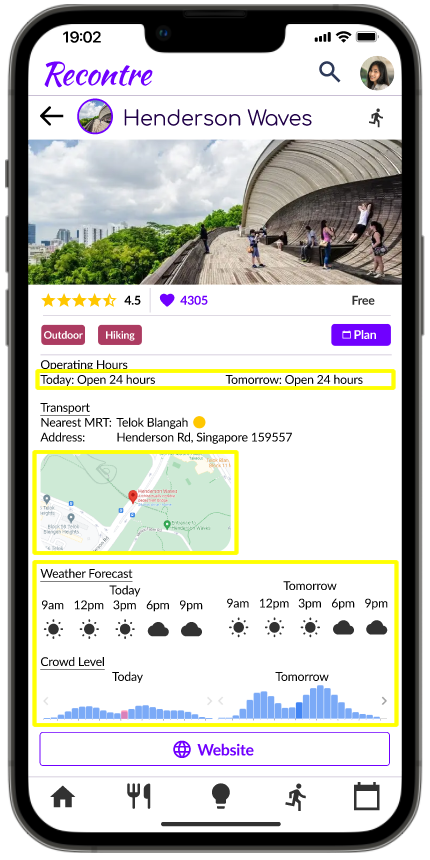 19:02
Recontre
Henderson Waves
4.5 4305 Free
Outdoor Hiking Plan
Operating Hours
Today: Open 24 hours Tomorrow: Open 24 hours
Transport
Nearest MRT: Telok Blangah
Address: Henderson Rd, Singapore 159557
Henderson Waves
Weather Forecast
Today Tomorrow
9am 12pm 3pm 6pm 9pm 9am 12pm 3pm 6pm 9pm
Crowd Level
Today Tomorrow
Website